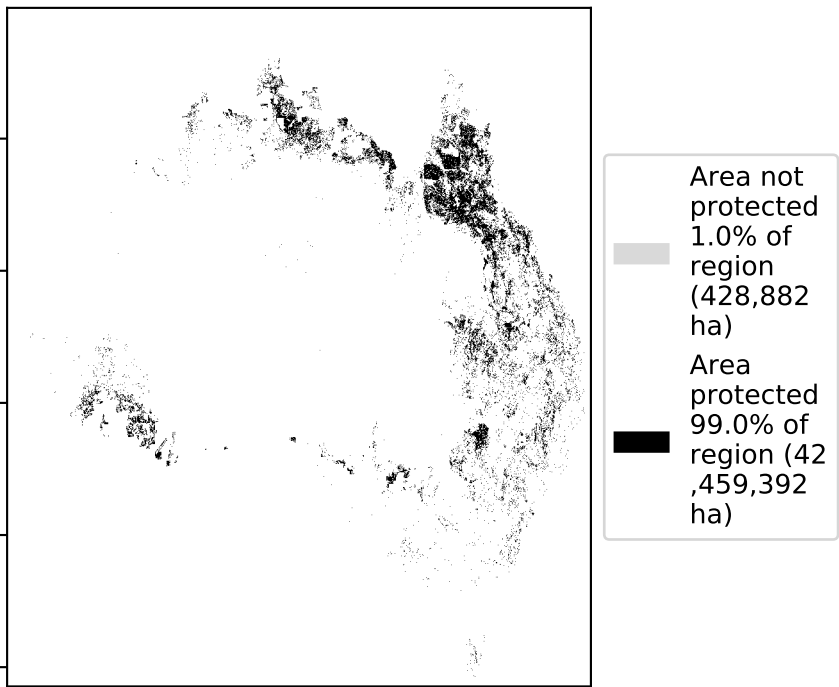 Area not
protected
1.0% of
region
(428,882
ha)
Area
protected
99.0% of
region (42
,459,392
ha)